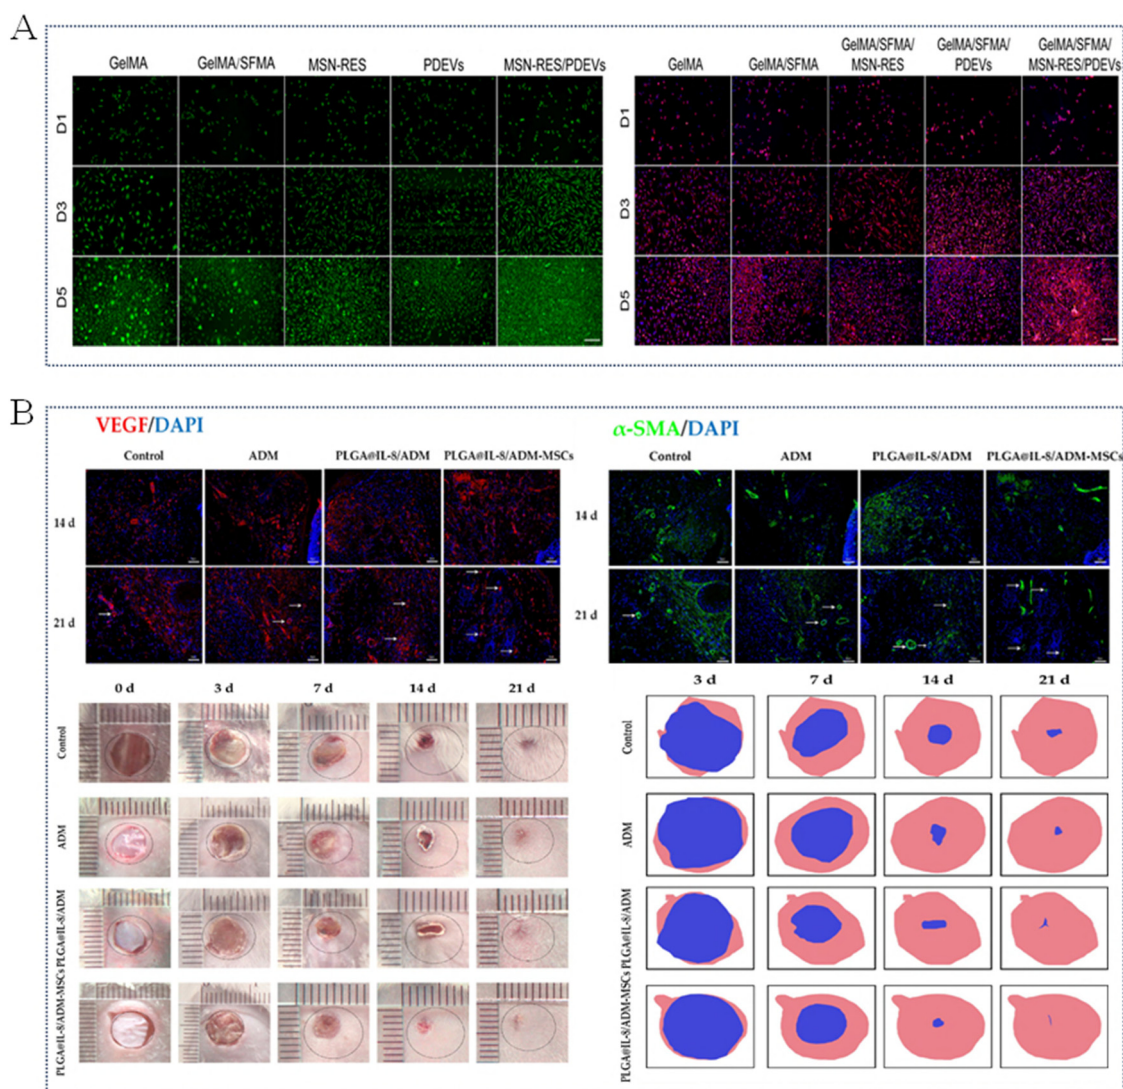 A
GelMA GelMA/SFMA MSN-RES PDEVs MSN-RES/PDEVs
D1
D3
D5
GelMA GelMA/SFMA GelMA/SFMA/ GelMA/SFMA/ GelMA/SFMA/
MSN-RES PDEVs MSN-RES/PDEVs
D1
D3
D5
B
VEGF/DAPI
Control ADM PLGA@IL-8/ADM PLGA@IL-8/ADM-MSCs
14 d
21 d
α-SMA/DAPI
Control ADM PLGA@IL-8/ADM PLGA@IL-8/ADM-MSCs
14 d
21 d
0 d 3 d 7 d 14 d 21 d
Control
ADM
PLGA@IL-8/ADM
PLGA@IL-8/ADM-MSCs
3 d 7 d 14 d 21 d
Control
ADM
PLGA@IL-8/ADM
PLGA@IL-8/ADM-MSCs